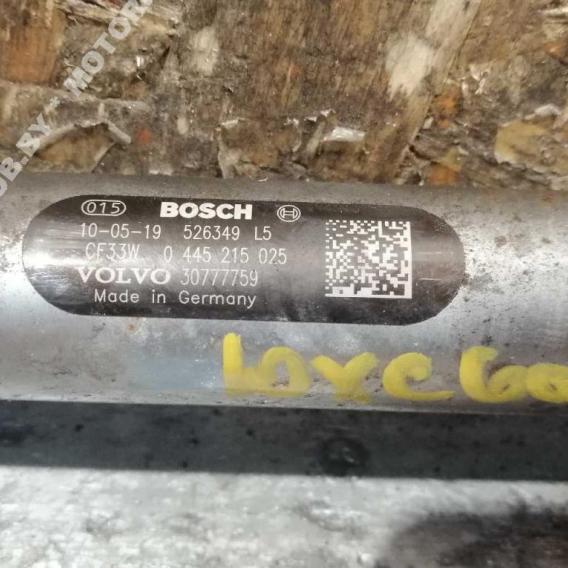 015 BOSCH
10-05-19 526349 L5
CF33W 0 445 215 025
VOLVO 30777759
Made in Germany